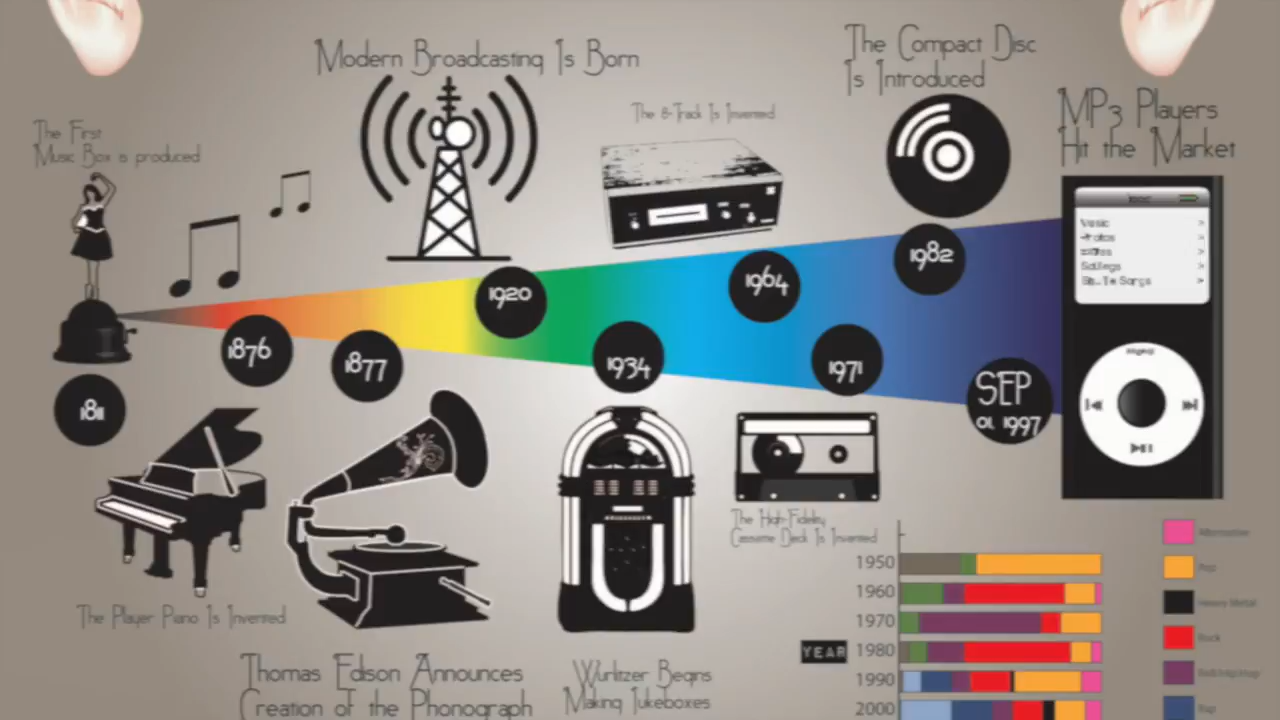 The Compact Disc
Is Introduced
Modern Broadcasting Is Born
MP3 Players
Hit the Market
The 8-Track Is Invented
The First
Music Box is produced
Music
1982
1964
1920
1876
1877
1934
1971
SEP
01, 1997
1811
The High-Fidelity
Cassette Deck Is Invented
The Player Piano Is Invented
Thomas Edison Announces
Creation of the Phonograph
Wurlitzer Begins
Making Jukeboxes
YEAR
1950
1960
1970
1980
1990
2000
Alternative
Pop
Heavy Metal
Rock
Rap